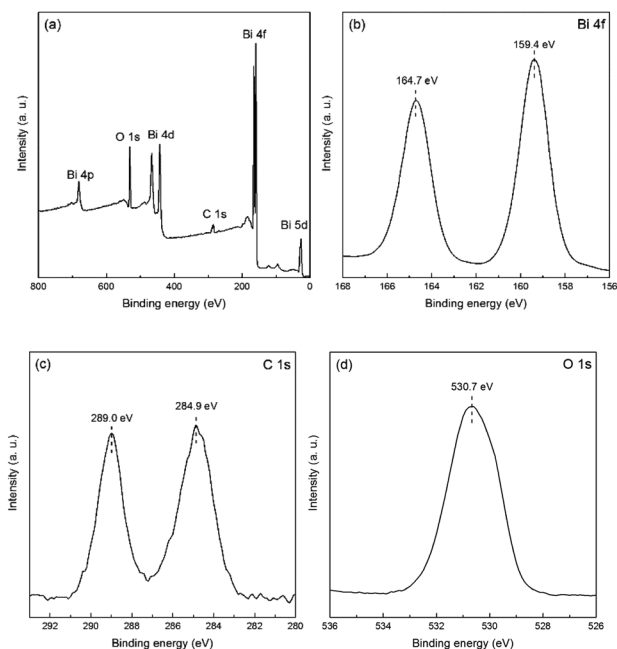 (a)
Bi 4f
O 1s
Bi 4d
Bi 4p
C 1s
Bi 5d
Intensity (a. u.)
800 600 400 200 0
Binding energy (eV)
(b)
Bi 4f
159.4 eV
164.7 eV
Intensity (a. u.)
168 166 164 162 160 158 156
Binding energy (eV)
(c)
C 1s
289.0 eV
284.9 eV
Intensity (a. u.)
292 290 288 286 284 282 280
Binding energy (eV)
(d)
O 1s
530.7 eV
Intensity (a. u.)
536 534 532 530 528 526
Binding energy (eV)